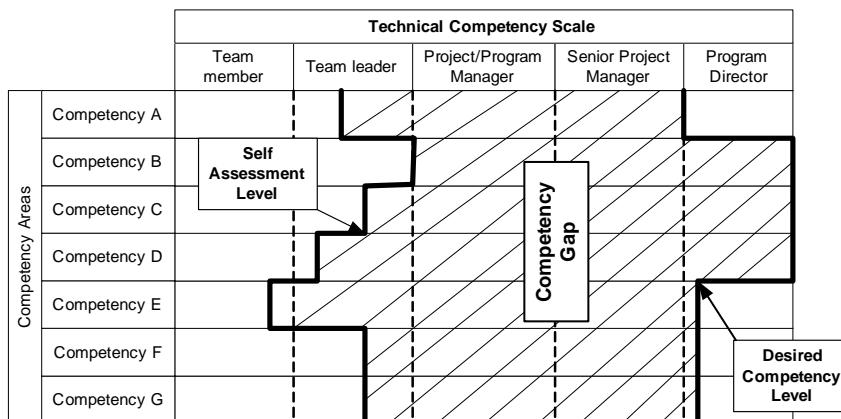 Technical Competency Scale
Team
member
Team leader
Project/Program
Manager
Senior Project
Manager
Program
Director
Competency Areas
Competency A
Competency B
Competency C
Competency D
Competency E
Competency F
Competency G
Self
Assessment
Level
Competency
Gap
Desired
Competency
Level